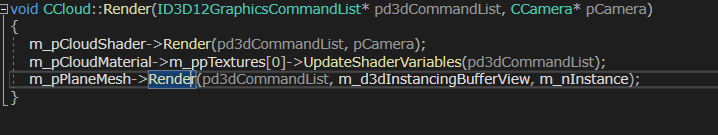 void CCloud::Render(ID3D12GraphicsCommandList* pd3dCommandList, CCamera* pCamera)
{
m_pCloudShader->Render(pd3dCommandList, pCamera);
m_pCloudMaterial->m_ppTextures[0]->UpdateShaderVariables(pd3dCommandList);
m_pPlaneMesh->Render(pd3dCommandList, m_d3dInstancingBufferView, m_nInstance);
}